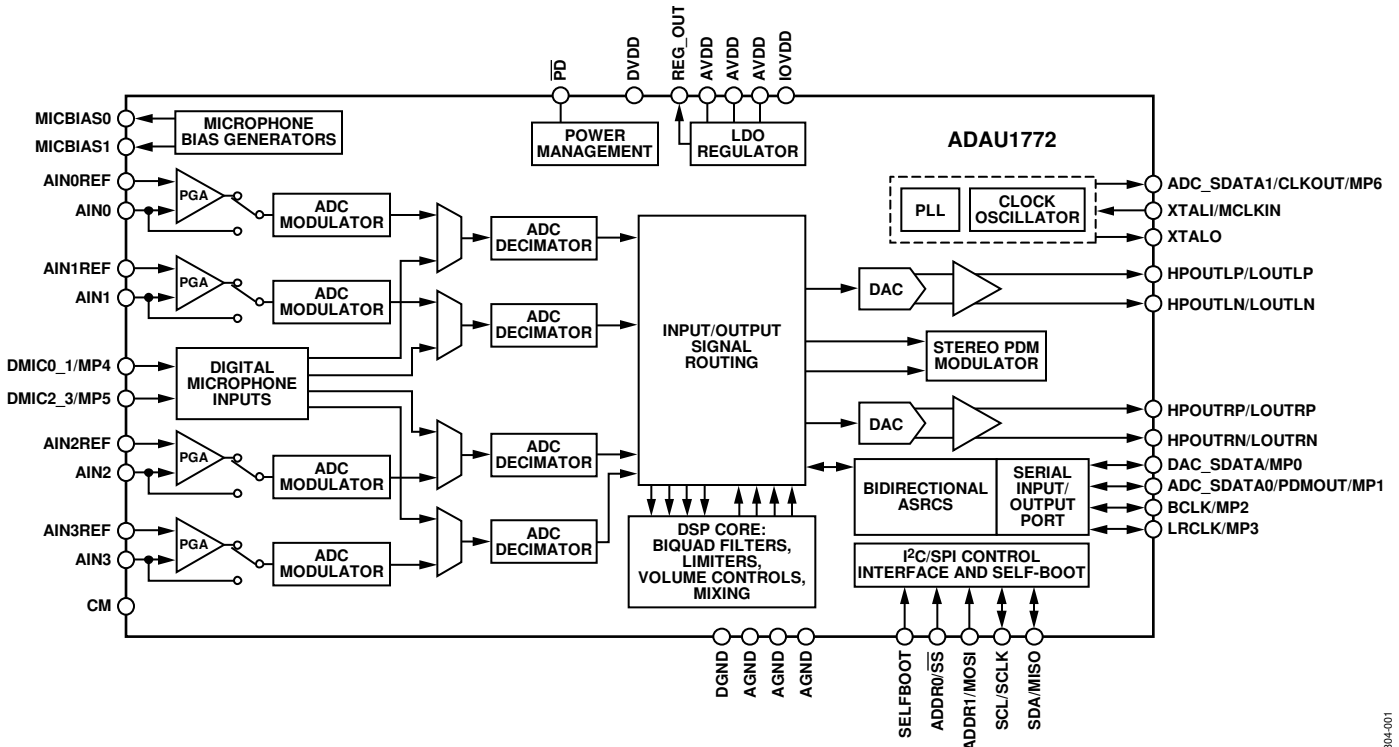 PD
DVDD
REG_OUT
AVDD
AVDD
AVDD
IOVDD
ADAU1772
MICBIAS0
MICBIAS1
MICROPHONE
BIAS GENERATORS
POWER
MANAGEMENT
LDO
REGULATOR
AIN0REF
AIN0
PGA
ADC
MODULATOR
ADC
DECIMATOR
PLL
CLOCK
OSCILLATOR
ADC_SDATA1/CLKOUT/MP6
XTALI/MCLKIN
XTALO
AIN1REF
AIN1
PGA
ADC
MODULATOR
ADC
DECIMATOR
INPUT/OUTPUT
SIGNAL
ROUTING
DAC
HPOUTLP/LOUTLP
HPOUTLN/LOUTLN
STEREO PDM
MODULATOR
DMIC0_1/MP4
DMIC2_3/MP5
DIGITAL
MICROPHONE
INPUTS
DAC
HPOUTRP/LOUTRP
HPOUTRN/LOUTRN
AIN2REF
AIN2
PGA
ADC
MODULATOR
ADC
DECIMATOR
BIDIRECTIONAL
ASRCS
SERIAL
INPUT/
OUTPUT
PORT
DAC_SDATA/MP0
ADC_SDATA0/PDMOUT/MP1
BCLK/MP2
LRCLK/MP3
AIN3REF
AIN3
PGA
ADC
MODULATOR
ADC
DECIMATOR
DSP CORE:
BIQUAD FILTERS,
LIMITERS,
VOLUME CONTROLS,
MIXING
I²C/SPI CONTROL
INTERFACE AND SELF-BOOT
CM
DGND
AGND
AGND
AGND
SELFBOOT
ADDR0/SS
ADDR1/MOSI
SCL/SCLK
SDA/MISO